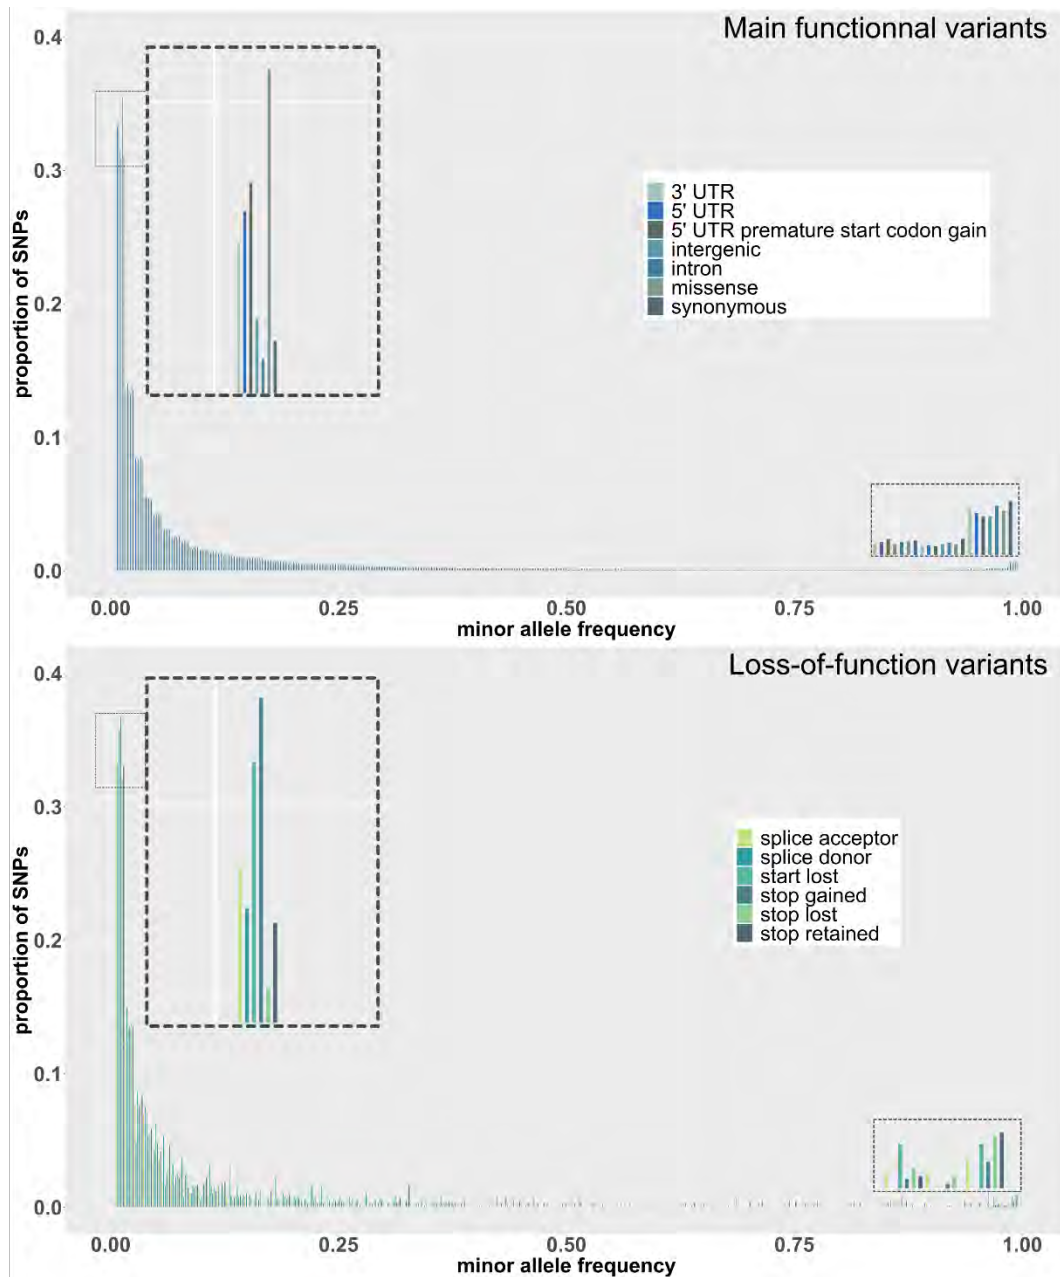 Main functionnal variants
0.4
0.3
0.2
0.1
0.0
proportion of SNPs
3' UTR
5' UTR
5' UTR premature start codon gain
intergenic
intron
missense
synonymous
0.00 0.25 0.50 0.75 1.00
minor allele frequency
Loss-of-function variants
0.4
0.3
0.2
0.1
0.0
proportion of SNPs
splice acceptor
splice donor
start lost
stop gained
stop lost
stop retained
0.00 0.25 0.50 0.75 1.00
minor allele frequency